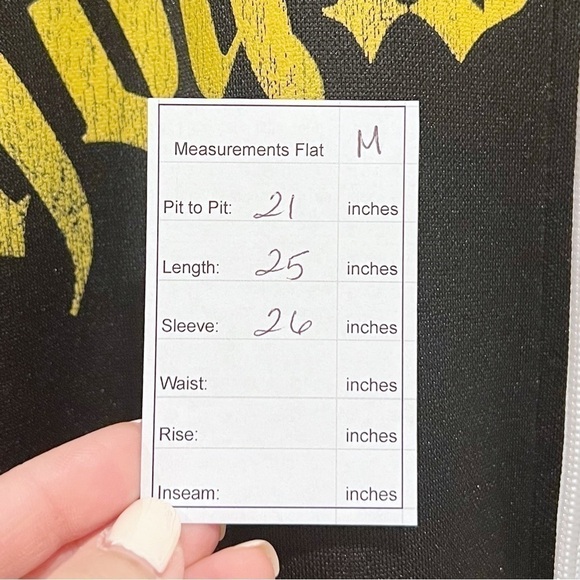 Measurements Flat M
Pit to Pit: 21 inches
Length: 25 inches
Sleeve: 26 inches
Waist: inches
Rise: inches
Inseam: inches